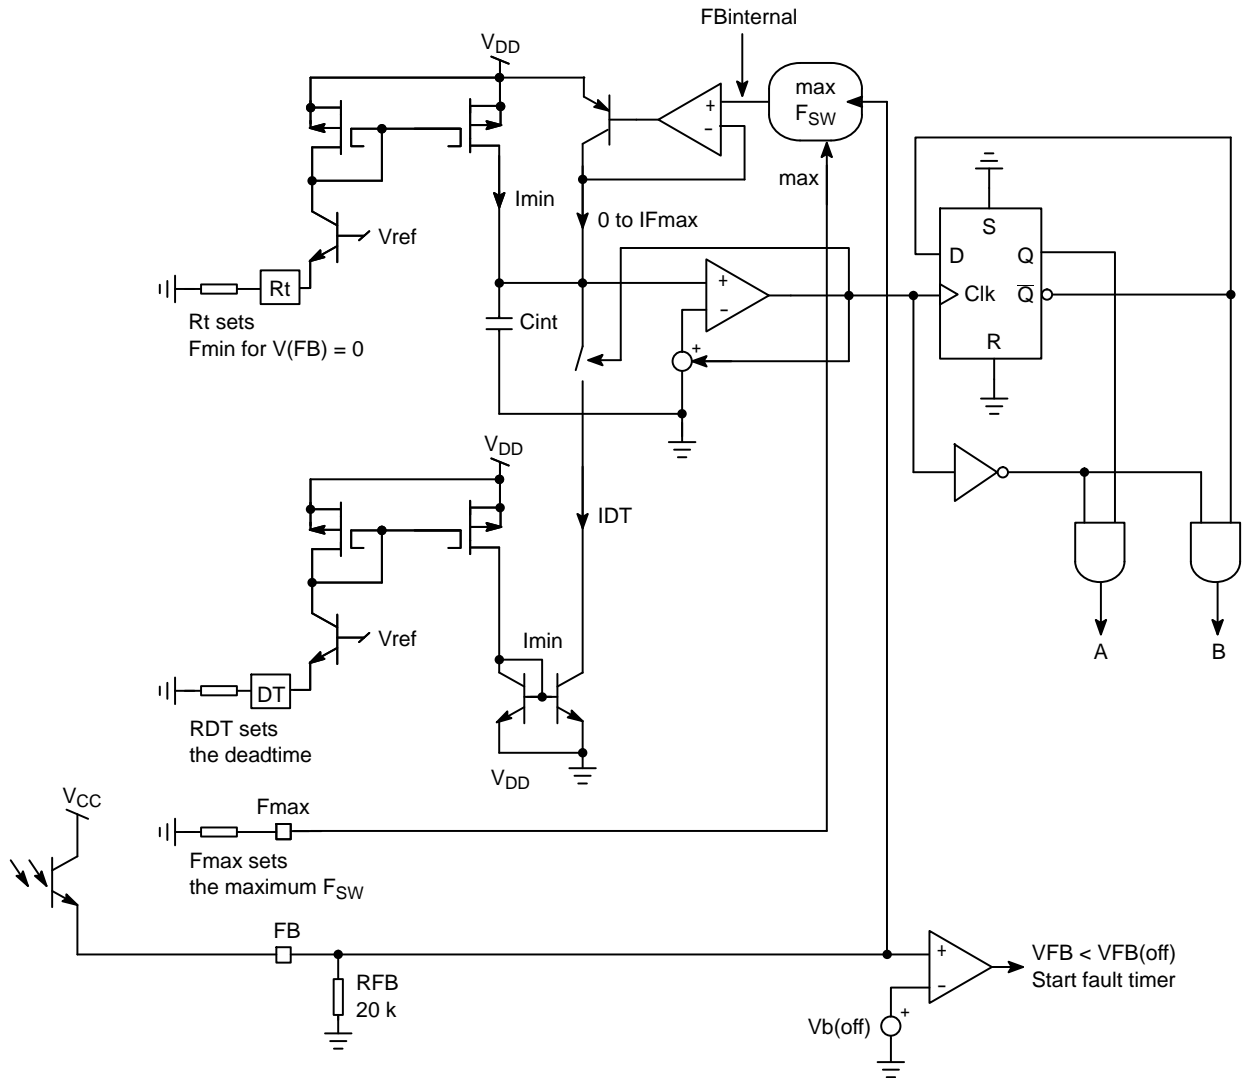 FBinternal
VDD
max
FSW
+
−
max
Imin
Vref
0 to IFmax
S
D
Q
Rt
+
−
Clk
Q
Cint
Rt sets
Fmin for V(FB) = 0
+
R
VDD
IDT
Imin
Vref
A
B
DT
RDT sets
the deadtime
VDD
VCC
Fmax
Fmax sets
the maximum FSW
FB
+
−
VFB < VFB(off)
Start fault timer
RFB
20 k
+
Vb(off)